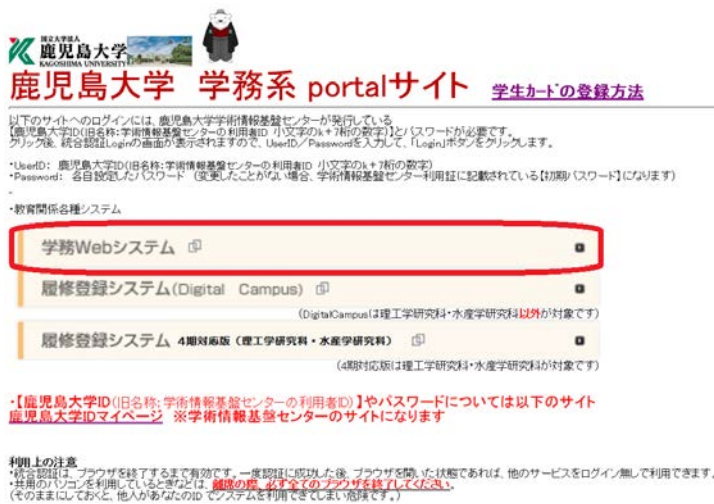 国立大学法人
鹿児島大学
KAGOSHIMA UNIVERSITY
鹿児島大学 学務系 portalサイト 学生カードの登録方法
以下のサイトへのログインには、鹿児島大学学術情報基盤センターが発行している
【鹿児島大学ID(旧名称:学術情報基盤センターの利用者ID 小文字のk+7桁の数字)】とパスワードが必要です。
クリック後、統合認証Loginの画面が表示されますので、UserID/Passwordを入力して、「Login」ボタンをクリックします。
・UserID: 鹿児島大学ID(旧名称:学術情報基盤センターの利用者ID 小文字のk+7桁の数字)
・Password: 各自設定したパスワード (変更したことがない場合、学術情報基盤センター利用証に記載されている【初期パスワード】になります)
-
・教育関係各種システム
学務Webシステム
履修登録システム(Digital Campus)
(DigitalCampusは理工学研究科・水産学研究科以外が対象です)
履修登録システム 4期対応版(理工学研究科・水産学研究科)
(4期対応版は理工学研究科・水産学研究科が対象です)
・【鹿児島大学ID(旧名称:学術情報基盤センターの利用者ID)】やパスワードについては以下のサイト
鹿児島大学IDマイページ ※学術情報基盤センターのサイトになります
利用上の注意
・統合認証は、ブラウザを終了するまで有効です。一度認証に成功した後、ブラウザを開いた状態であれば、他のサービスをログイン無しで利用できます。
・共用のパソコンを利用しているときなどは、離席の際、必ず全てのブラウザを終了してください。
(そのままにしておくと、他人があなたのIDでシステムを利用できてしまい危険です。)